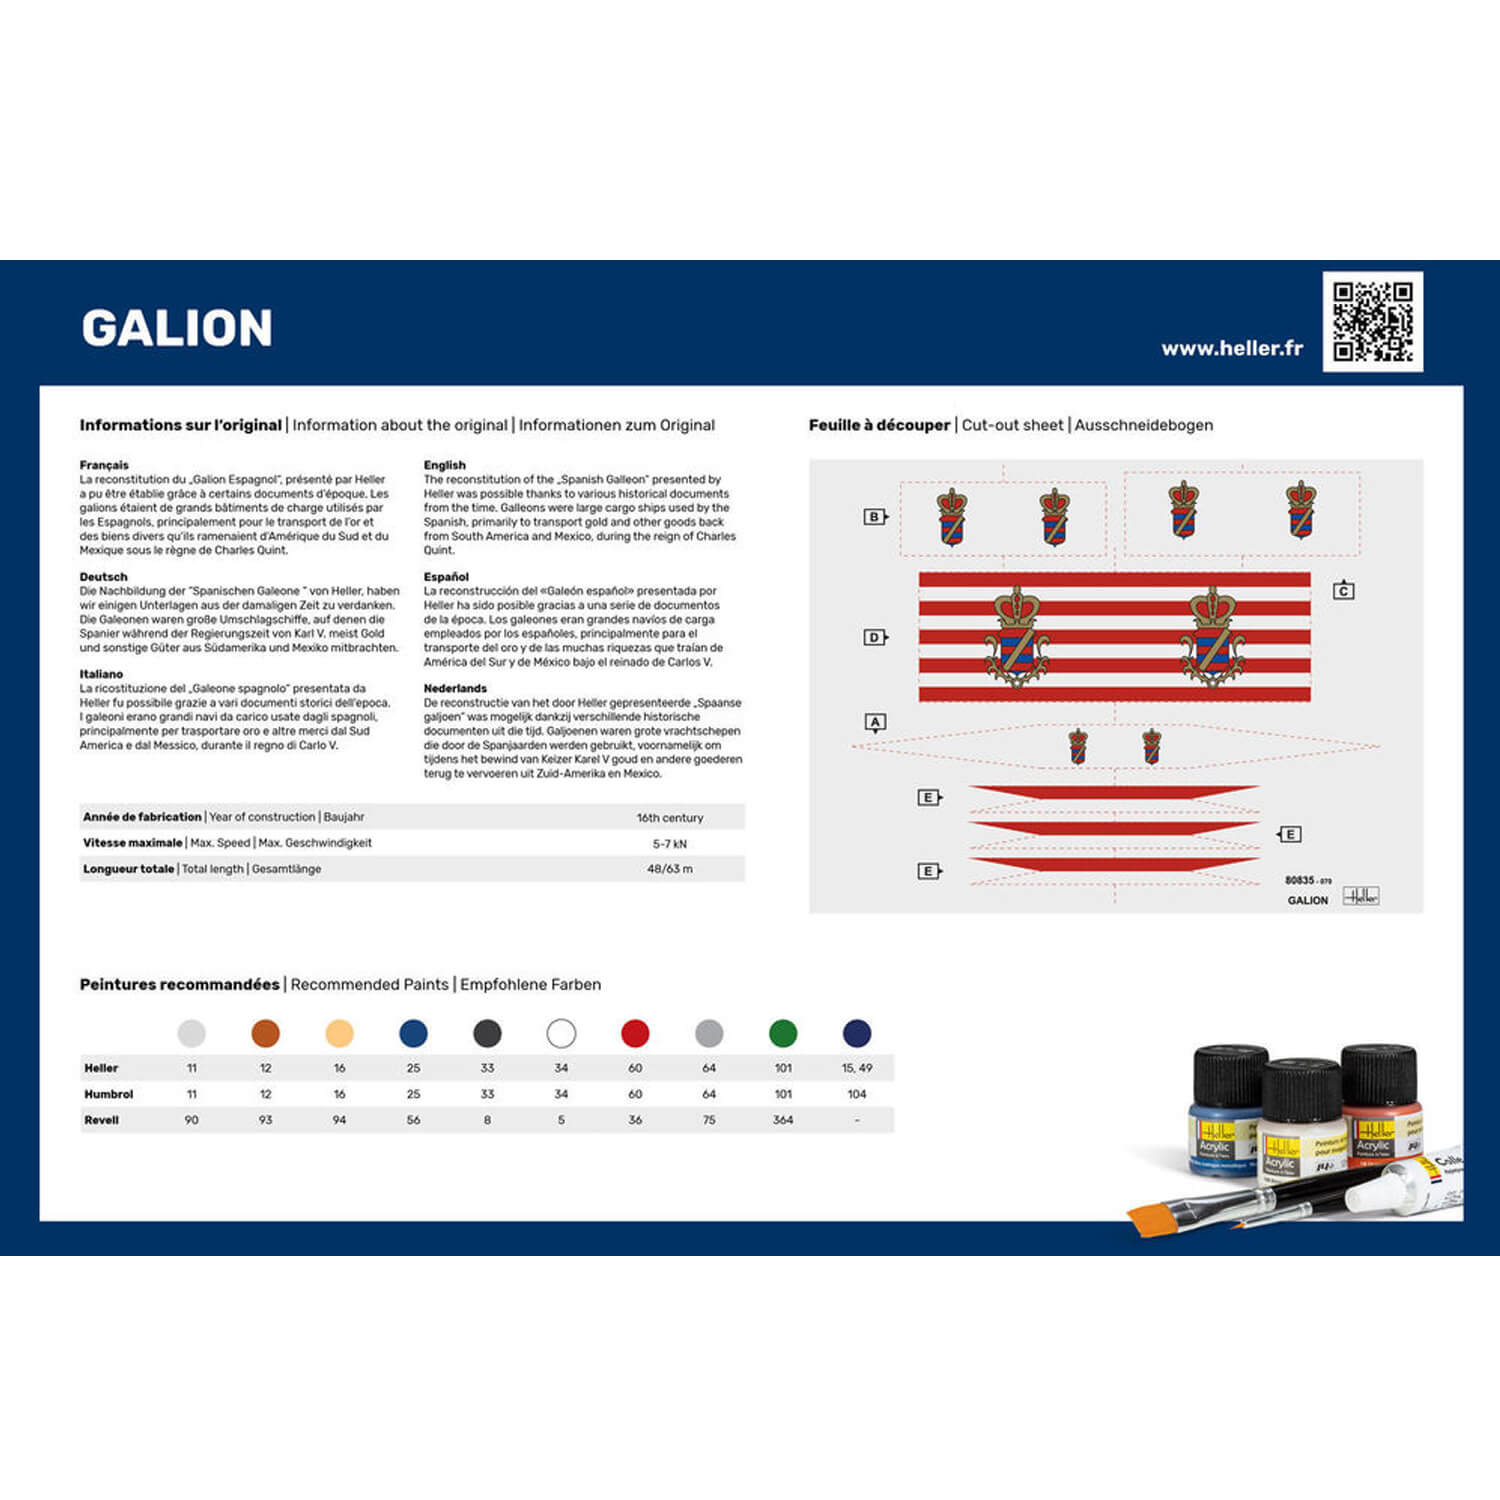 GALION
www.heller.fr
Informations sur l'original | Information about the original | Informationen zum Original
Français
La reconstitution du „Galion Espagnol“, présenté par Heller
a pu être établie grâce à certains documents d'époque. Les
galions étaient de grands bâtiments de charge utilisés par
les Espagnols, principalement pour le transport de l'or et
des biens divers qu'ils ramenaient d'Amérique du Sud et du
Mexique sous le règne de Charles Quint.
Deutsch
Die Nachbildung der "Spanischen Galeone " von Heller, haben
wir einigen Unterlagen aus der damaligen Zeit zu verdanken.
Die Galeonen waren große Umschlagschiffe, auf denen die
Spanier während der Regierungszeit von Karl V. meist Gold
und sonstige Güter aus Südamerika und Mexiko mitbrachten.
Italiano
La ricostituzione del „Galeone spagnolo“ presentata da
Heller fu possibile grazie a vari documenti storici dell'epoca.
I galeoni erano grandi navi da carico usate dagli spagnoli,
principalmente per trasportare oro e altre merci dal Sud
America e dal Messico, durante il regno di Carlo V.
English
The reconstitution of the „Spanish Galleon“ presented by
Heller was possible thanks to various historical documents
from the time. Galleons were large cargo ships used by the
Spanish, primarily to transport gold and other goods back
from South America and Mexico, during the reign of Charles
Quint.
Español
La reconstrucción del «Galeón español» presentada por
Heller ha sido posible gracias a una serie de documentos
de la época. Los galeones eran grandes navíos de carga
empleados por los españoles, principalmente para el
transporte del oro y de las muchas riquezas que traían de
América del Sur y de México bajo el reinado de Carlos V.
Nederlands
De reconstructie van het door Heller gepresenteerde „Spaanse
galjoen“ was mogelijk dankzij verschillende historische
documenten uit die tijd. Galjoenen waren grote vrachtschepen
die door de Spanjaarden werden gebruikt, voornamelijk om
tijdens het bewind van Keizer Karel V goud en andere goederen
terug te vervoeren uit Zuid-Amerika en Mexico.
Année de fabrication | Year of construction | Baujahr 16th century
Vitesse maximale | Max. Speed | Max. Geschwindigkeit 5-7 kN
Longueur totale | Total length | Gesamtlänge 48/63 m
Feuille à découper | Cut-out sheet | Ausschneidebogen
B
C
D
A
E
E
E
80835 - 070
GALION Heller
Peintures recommandées | Recommended Paints | Empfohlene Farben
Heller 11 12 16 25 33 34 60 64 101 15, 49
Humbrol 11 12 16 25 33 34 60 64 101 104
Revell 90 93 94 56 8 5 36 75 364 -
Heller
Acrylic
Heller
Acrylic
Heller
Acrylic
Colle